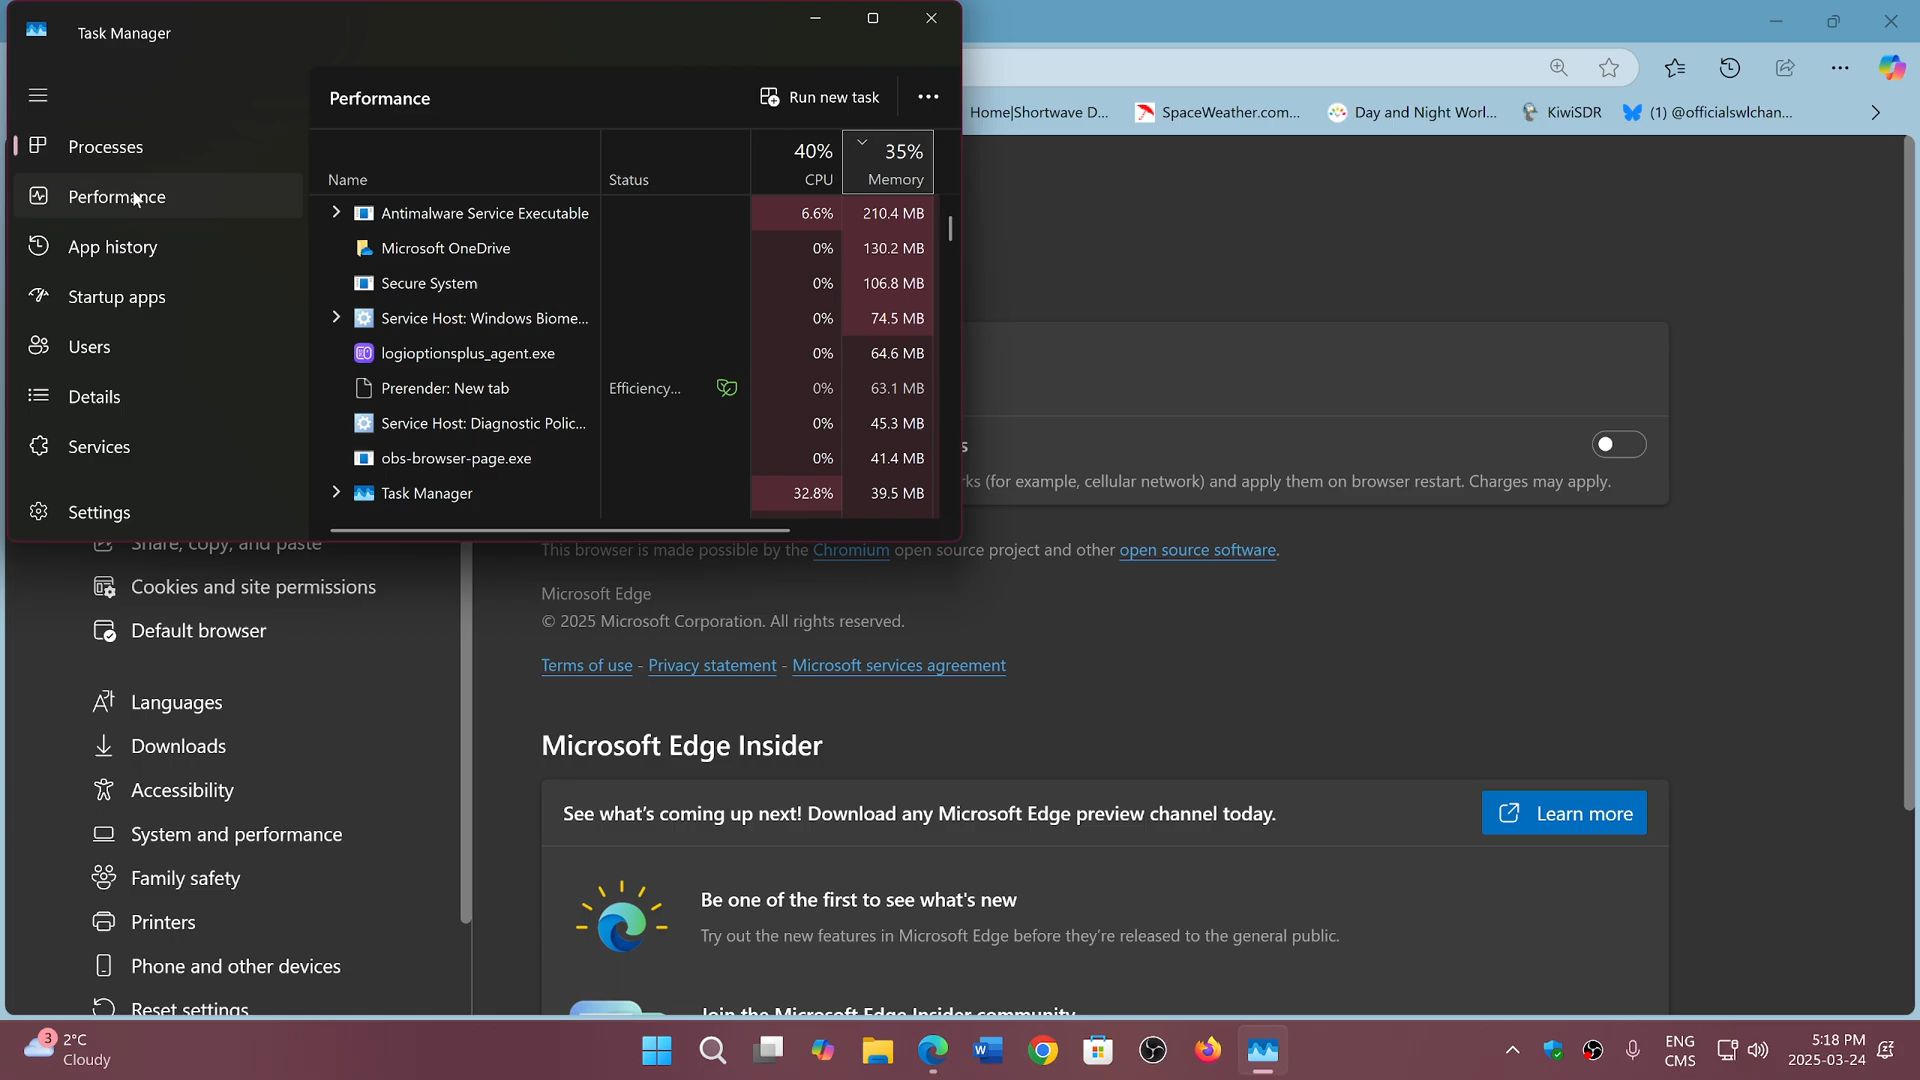 Task Manager
Processes
Performance
App history
Startup apps
Users
Details
Services
Settings
Performance
Run new task
Name
Status
40%
CPU
35%
Memory
Antimalware Service Executable 6.6% 210.4 MB
Microsoft OneDrive 0% 130.2 MB
Secure System 0% 106.8 MB
Service Host: Windows Biome... 0% 74.5 MB
logioptionsplus_agent.exe 0% 64.6 MB
Prerender: New tab Efficiency... 0% 63.1 MB
Service Host: Diagnostic Polic... 0% 45.3 MB
obs-browser-page.exe 0% 41.4 MB
Task Manager 32.8% 39.5 MB
Home|Shortwave D...
SpaceWeather.com...
Day and Night Worl...
KiwiSDR
(1) @officialswlchan...
s
ks (for example, cellular network) and apply them on browser restart. Charges may apply.
Share, copy, and paste
Cookies and site permissions
Default browser
Languages
Downloads
Accessibility
System and performance
Family safety
Printers
Phone and other devices
Reset settings
This browser is made possible by the Chromium open source project and other open source software.
Microsoft Edge
© 2025 Microsoft Corporation. All rights reserved.
Terms of use - Privacy statement - Microsoft services agreement
Microsoft Edge Insider
See what's coming up next! Download any Microsoft Edge preview channel today.
Learn more
Be one of the first to see what's new
Try out the new features in Microsoft Edge before they're released to the general public.
Join the Microsoft Edge Insider community
3
2°C
Cloudy
ENG
CMS
5:18 PM
2025-03-24